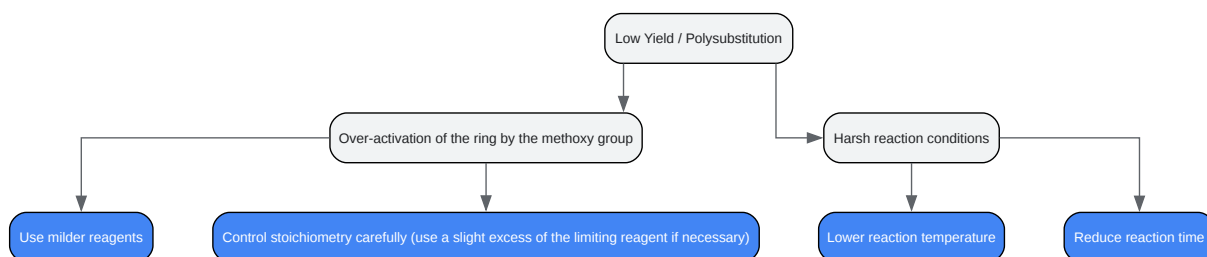 Low Yield / Polysubstitution
Over-activation of the ring by the methoxy group
Harsh reaction conditions
Use milder reagents
Control stoichiometry carefully (use a slight excess of the limiting reagent if necessary)
Lower reaction temperature
Reduce reaction time